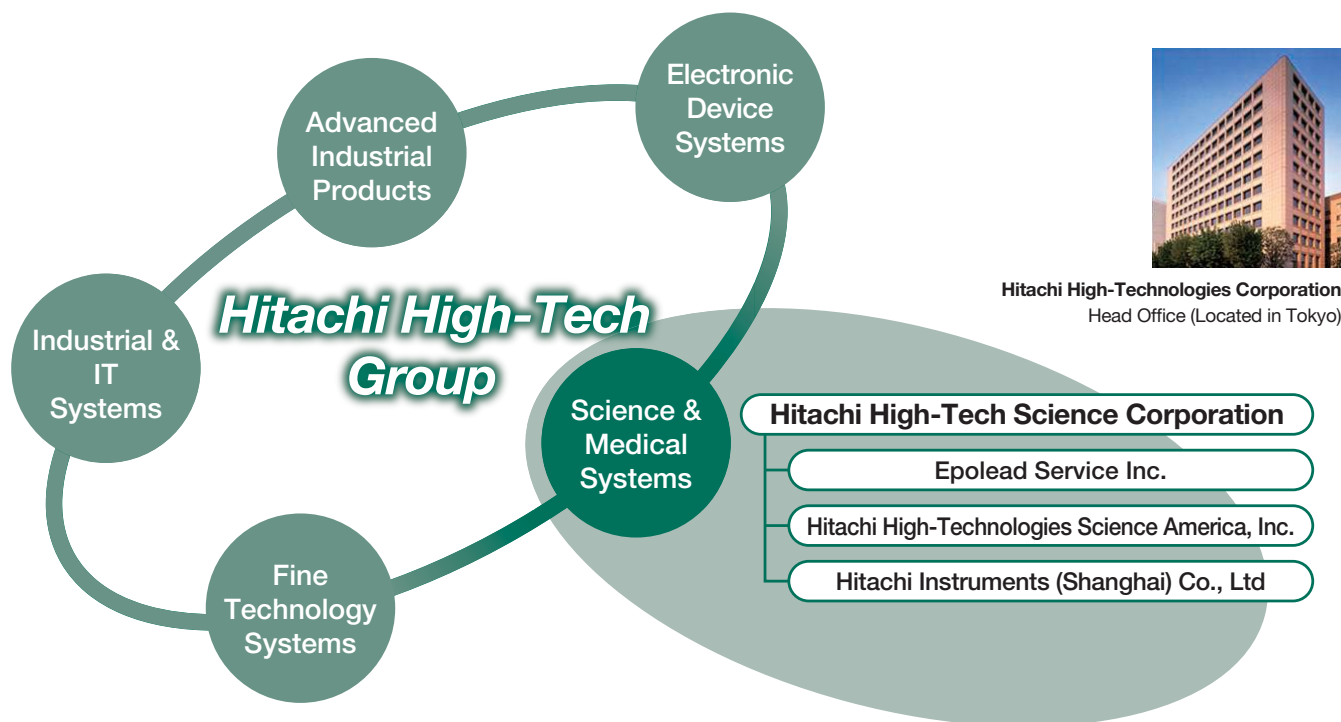 Electronic
Device
Systems
Advanced
Industrial
Products
Hitachi High-Technologies Corporation
Head Office (Located in Tokyo)
Hitachi High-Tech
Group
Industrial &
IT
Systems
Science &
Medical
Systems
Hitachi High-Tech Science Corporation
Epolead Service Inc.
Hitachi High-Technologies Science America, Inc.
Hitachi Instruments (Shanghai) Co., Ltd
Fine
Technology
Systems